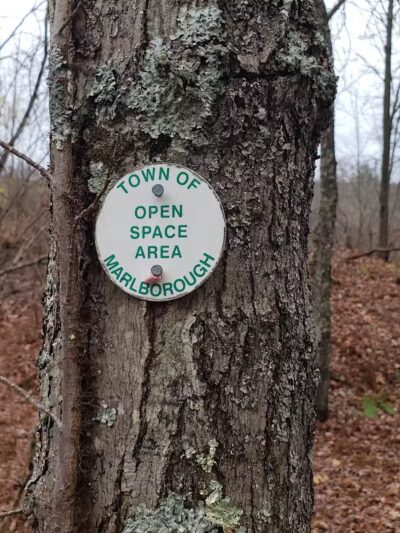 TOWN OF
OPEN
SPACE
AREA
MARLBOROUGH